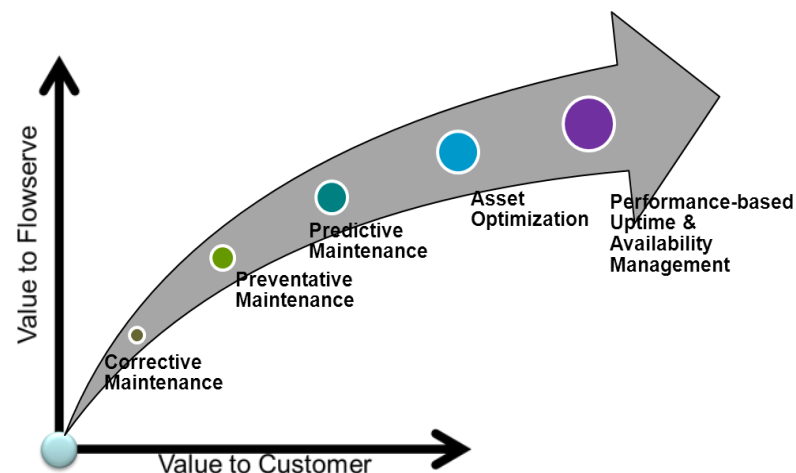 Value to Flowserve
Corrective
Maintenance
Preventative
Maintenance
Predictive
Maintenance
Asset
Optimization
Performance-based
Uptime &
Availability
Management
Value to Customer